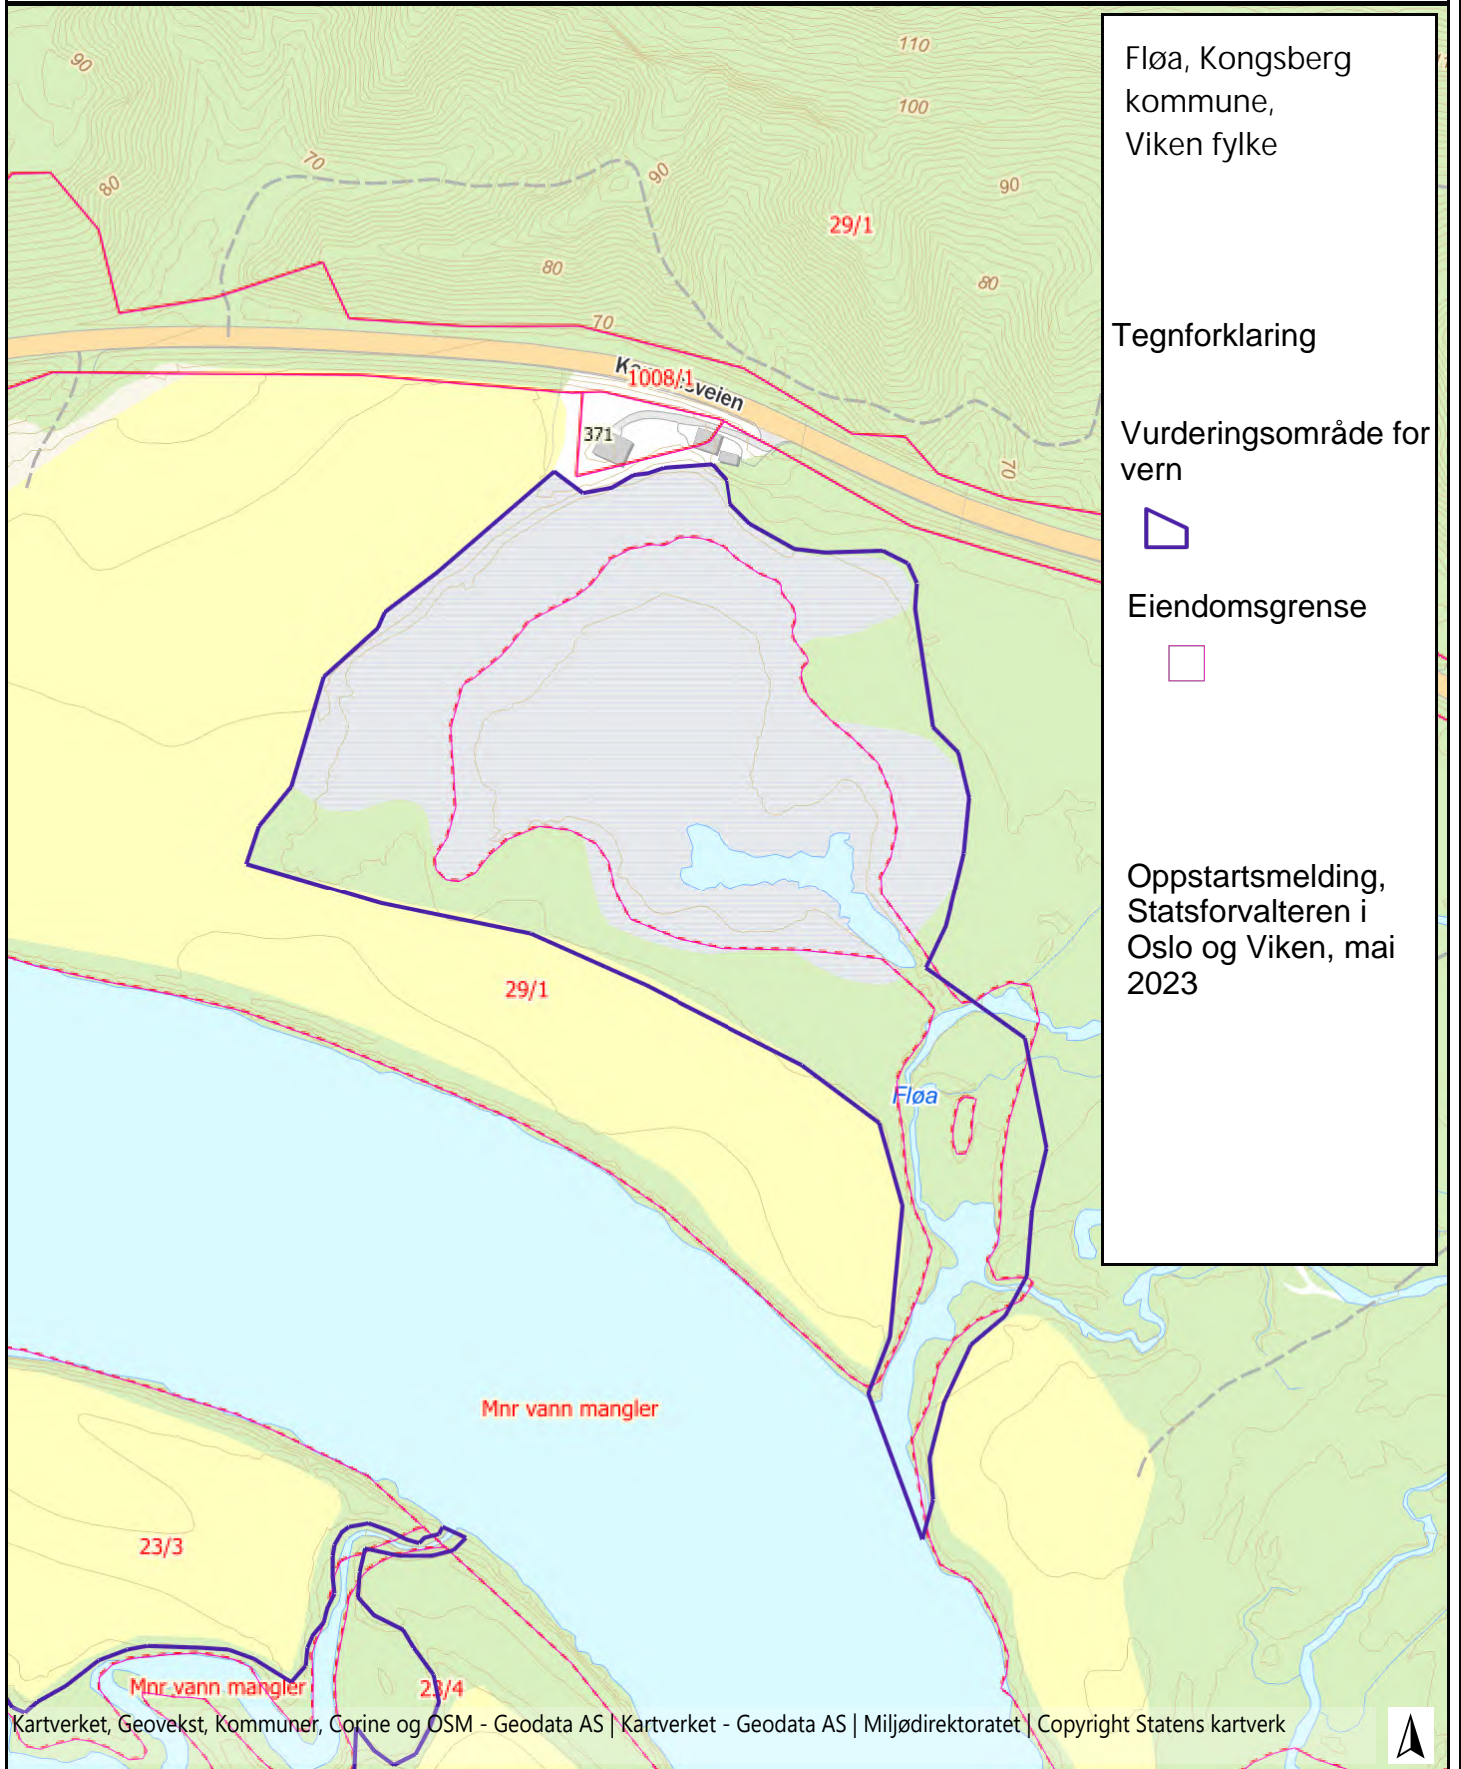 90
110
Fløa, Kongsberg
kommune,
Viken fylke
100
70
90
80
90
29/1
80
80
70
Tegnforklaring
1008/1
371
70
Vurderingsområde for
vern
Eiendomsgrense
Oppstartsmelding,
Statsforvalteren i
Oslo og Viken, mai
2023
29/1
Fløa
Mnr vann mangler
23/3
Mnr vann mangler
23/4
Kartverket, Geovekst, Kommuner, Corine og OSM - Geodata AS | Kartverket - Geodata AS | Miljødirektoratet | Copyright Statens kartverk